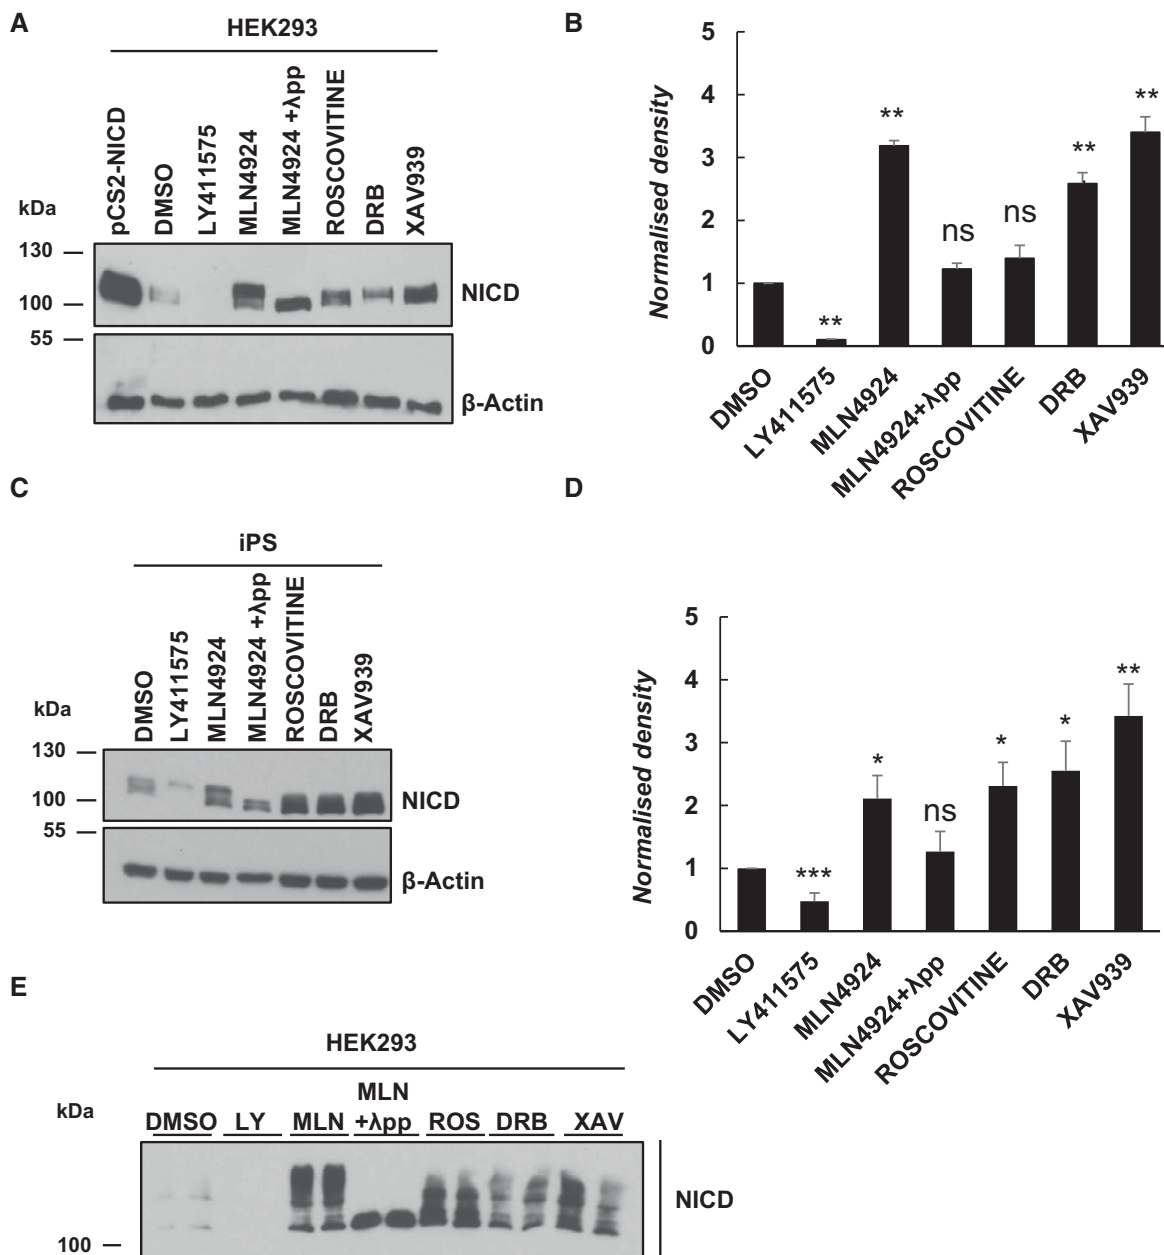 A
HEK293
pCS2-NICD
DMSO
LY411575
MLN4924
MLN4924 +λpp
ROSCOVITINE
DRB
XAV939
kDa
130
100
NICD
55
β-Actin
B
Normalised density
5
4
3
2
1
0
**
**
ns
ns
**
**
DMSO
LY411575
MLN4924
MLN4924+λpp
ROSCOVITINE
DRB
XAV939
C
iPS
DMSO
LY411575
MLN4924
MLN4924 +λpp
ROSCOVITINE
DRB
XAV939
kDa
130
100
NICD
55
β-Actin
D
Normalised density
5
4
3
2
1
0
***
*
ns
*
*
**
DMSO
LY411575
MLN4924
MLN4924+λpp
ROSCOVITINE
DRB
XAV939
E
HEK293
kDa
MLN
DMSO LY MLN +λpp ROS DRB XAV
NICD
100